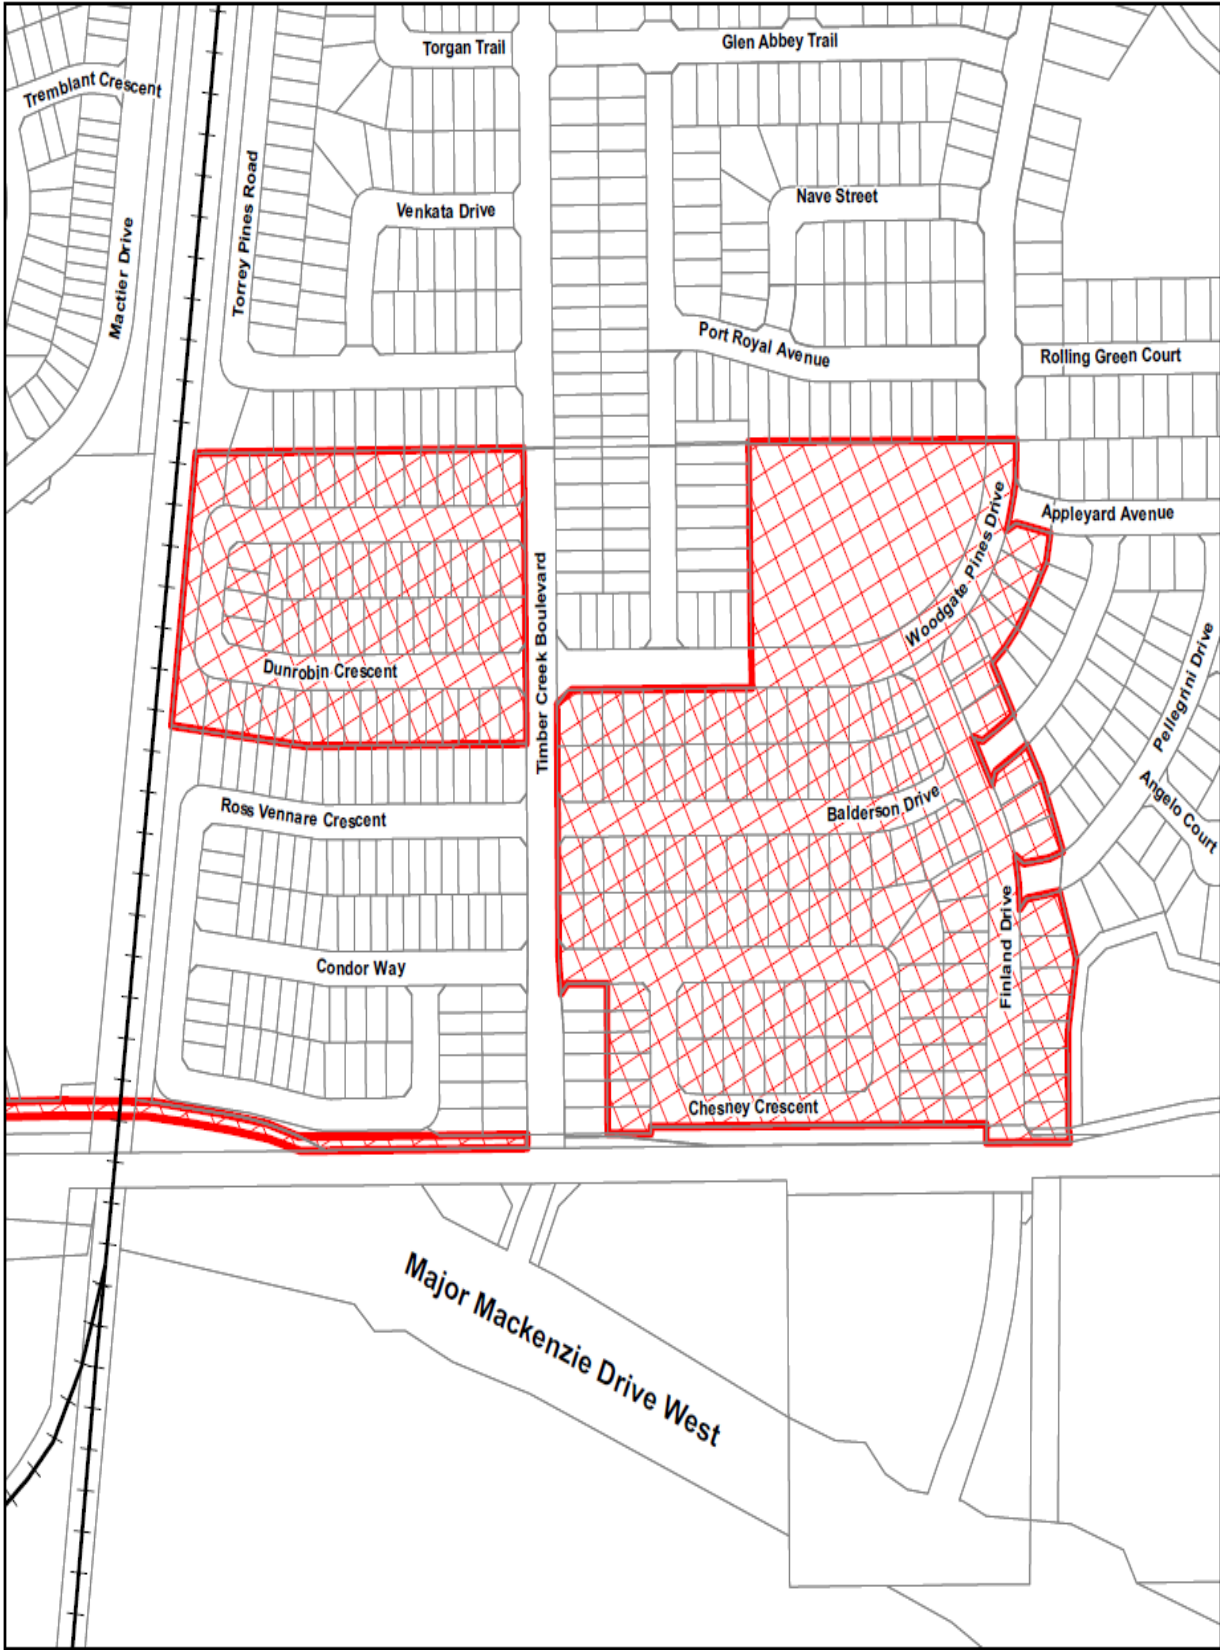 Torgan Trail
Glen Abbey Trail
Tremblant Crescent
Torrey Pines Road
Venkata Drive
Nave Street
Mactier Drive
Port Royal Avenue
Rolling Green Court
Appleyard Avenue
Woodgate Pines Drive
Timber Creek Boulevard
Dunrobin Crescent
Pellegrini Drive
Ross Vennare Crescent
Balderson Drive
Angelo Court
Finland Drive
Condor Way
Chesney Crescent
Major Mackenzie Drive West